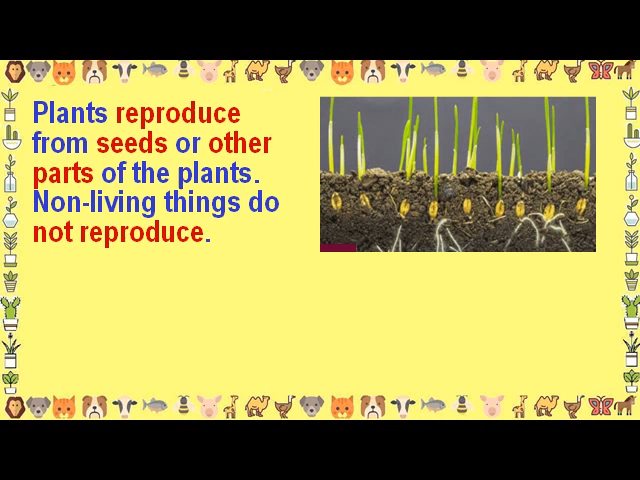 Plants reproduce
from seeds or other
parts of the plants.
Non-living things do
not reproduce.